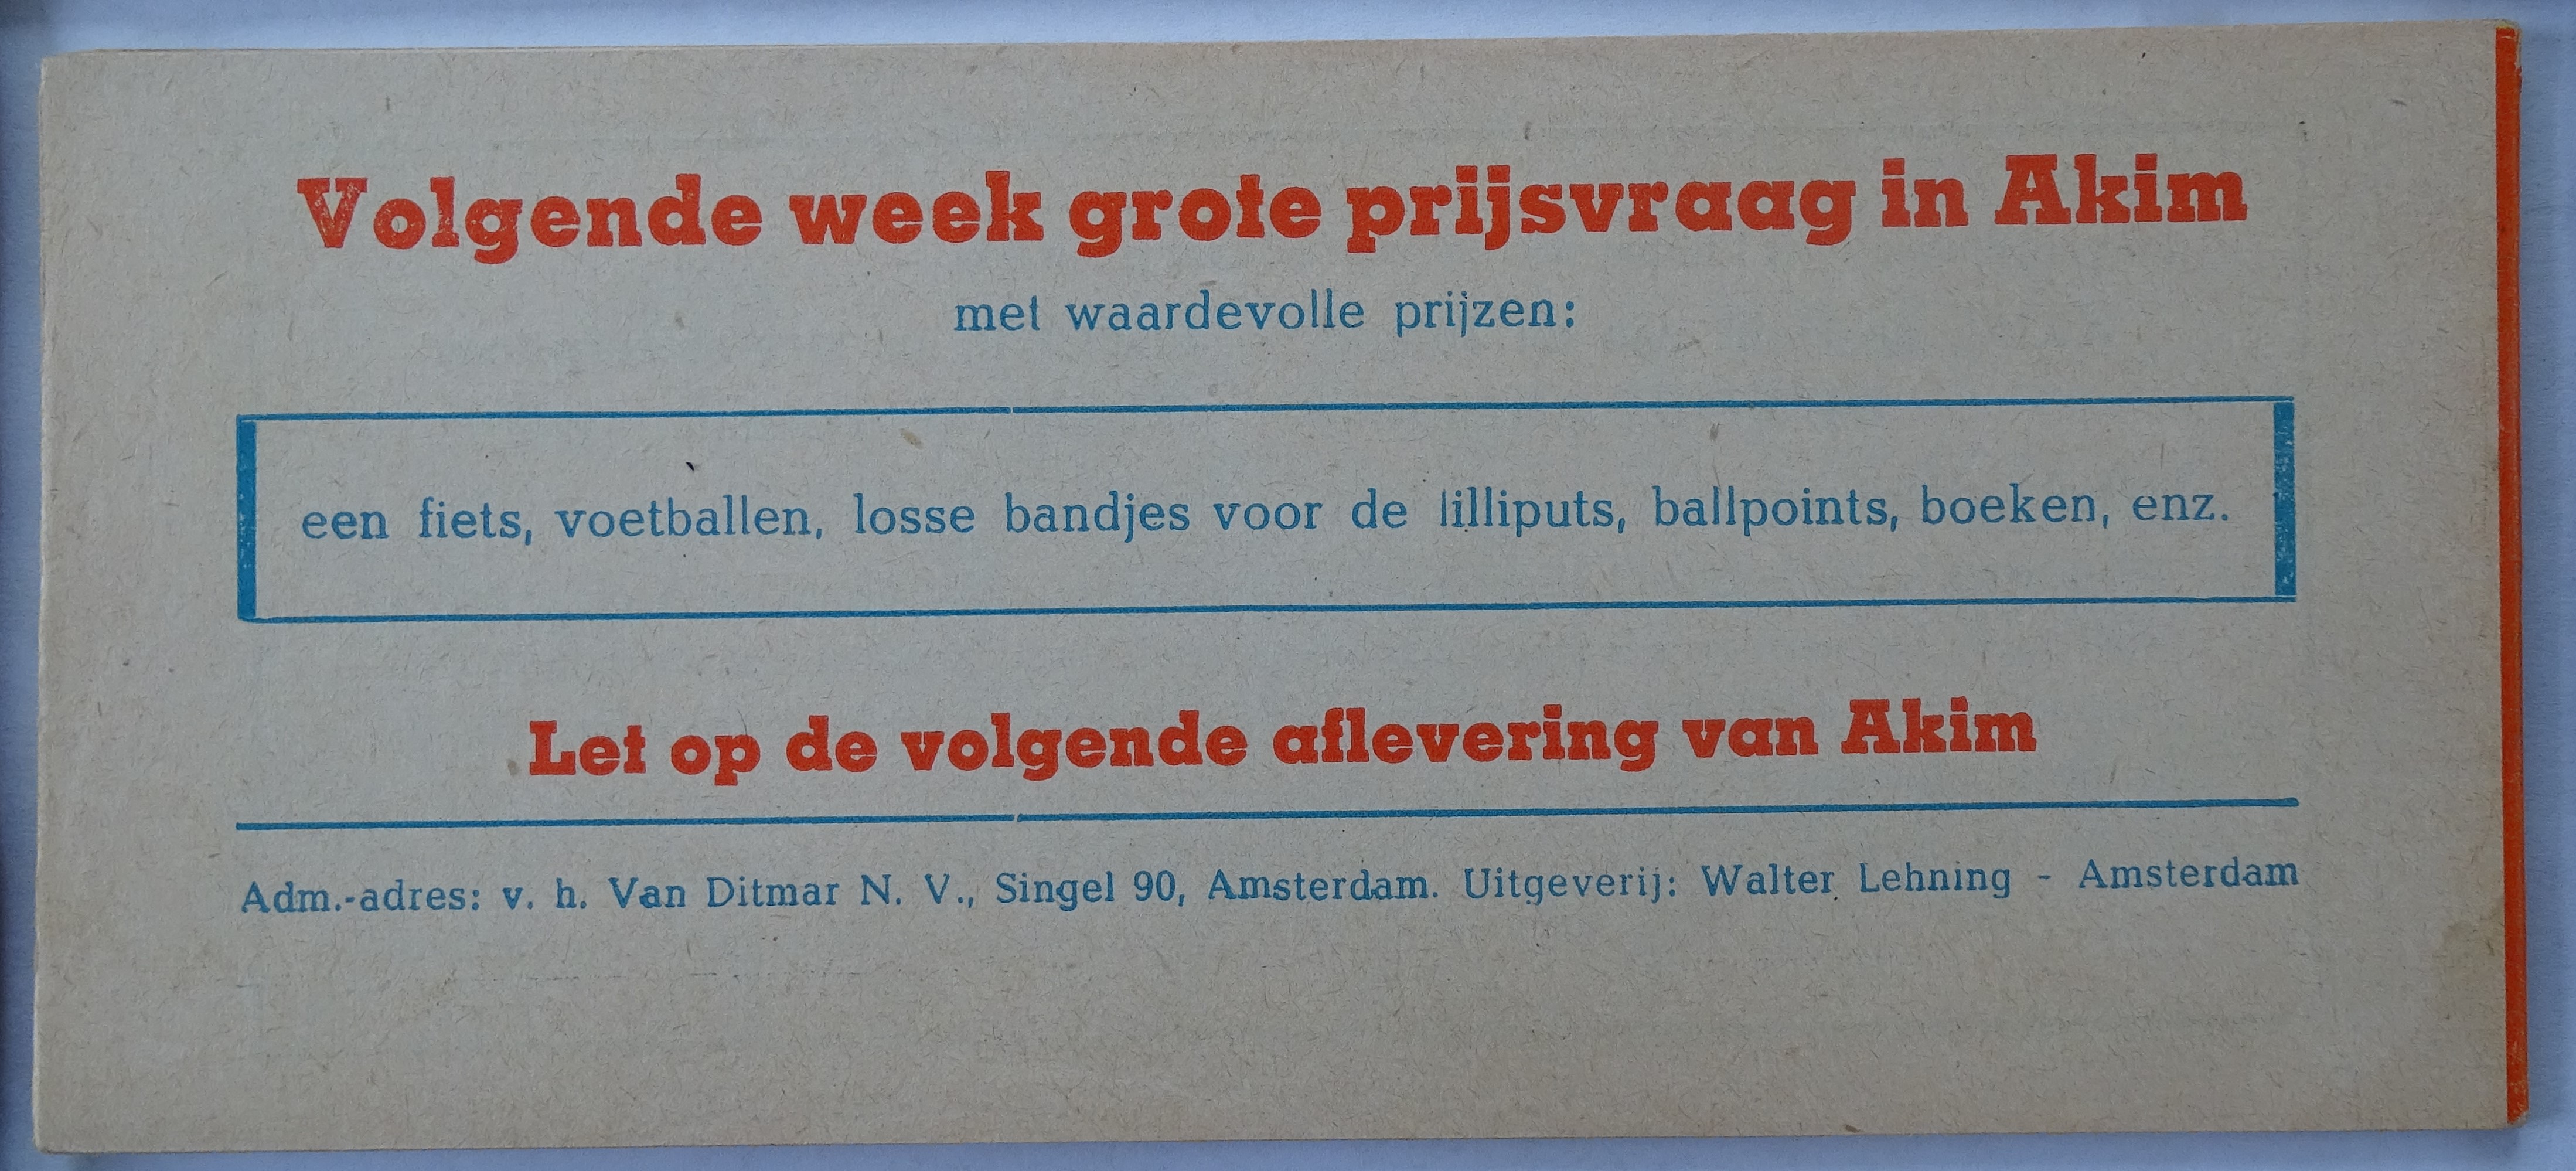 Volgende week grote prijsvraag in Akim
met waardevolle prijzen:
een fiets, voetballen, losse bandjes voor de lilliputs, ballpoints, boeken, enz.
Let op de volgende aflevering van Akim
Adm.-adres: v. h. Van Ditmar N. V., Singel 90, Amsterdam. Uitgeverij: Walter Lehning - Amsterdam